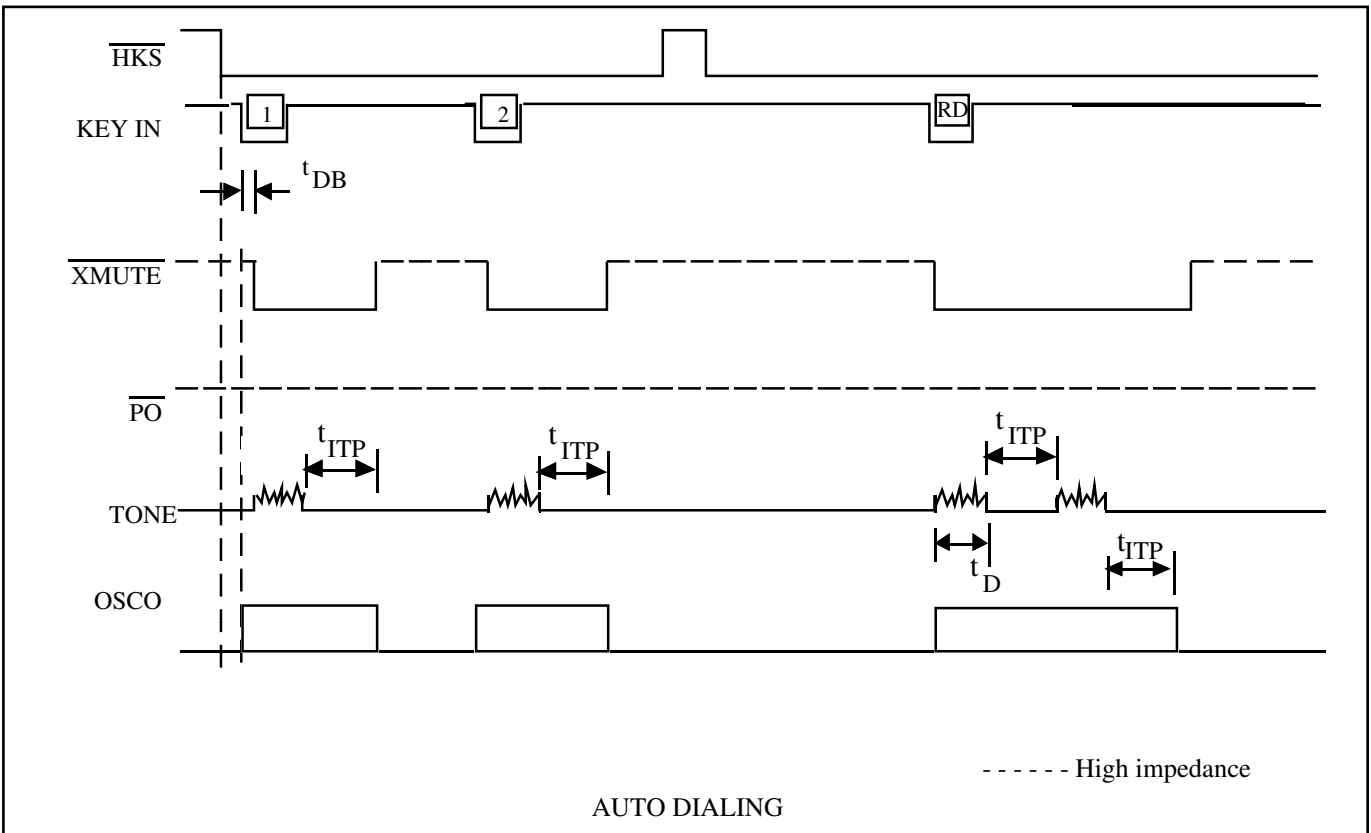 HKS
KEY IN
1
2
RD
t DB
XMUTE
PO
t ITP
t ITP
t ITP
TONE
t D
t ITP
OSCO
- - - - - - High impedance
AUTO DIALING